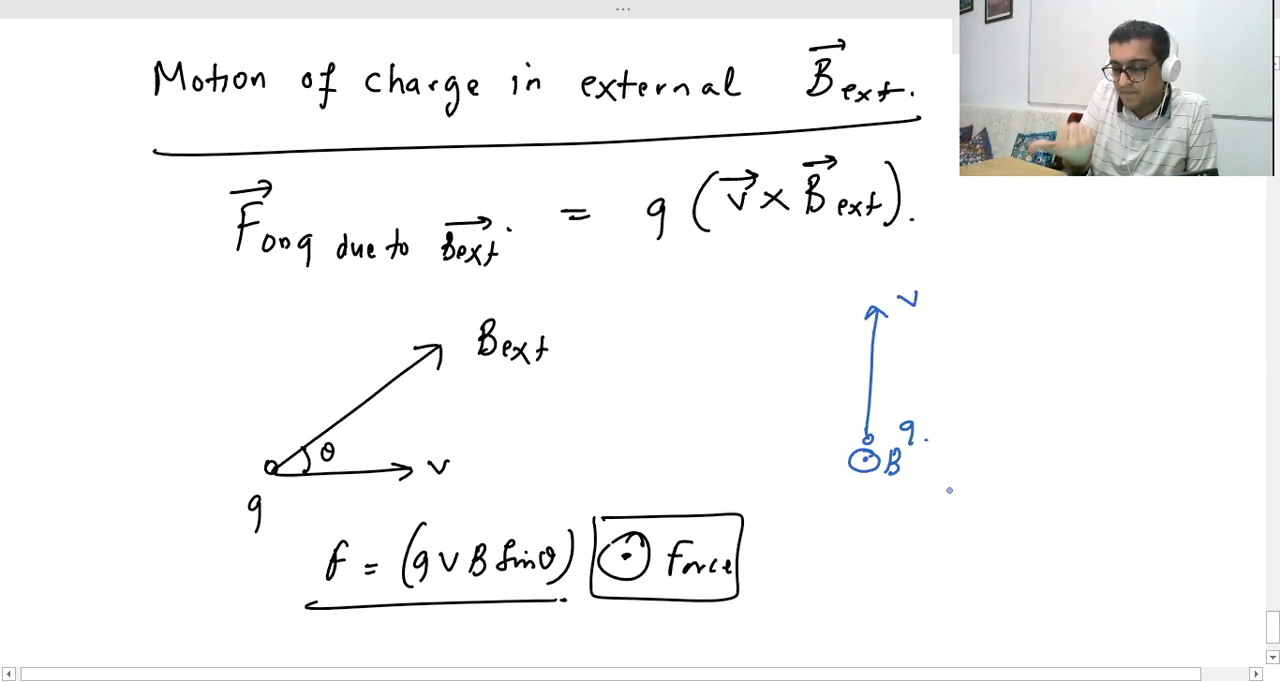 Motion of charge in external B⃗ext.
F⃗ on q due to B⃗ext. = q (v⃗ × B⃗ext).
Bext
θ
v
q
f = (q v B Sinθ) ⊙ Force
v
q.
⊙ B